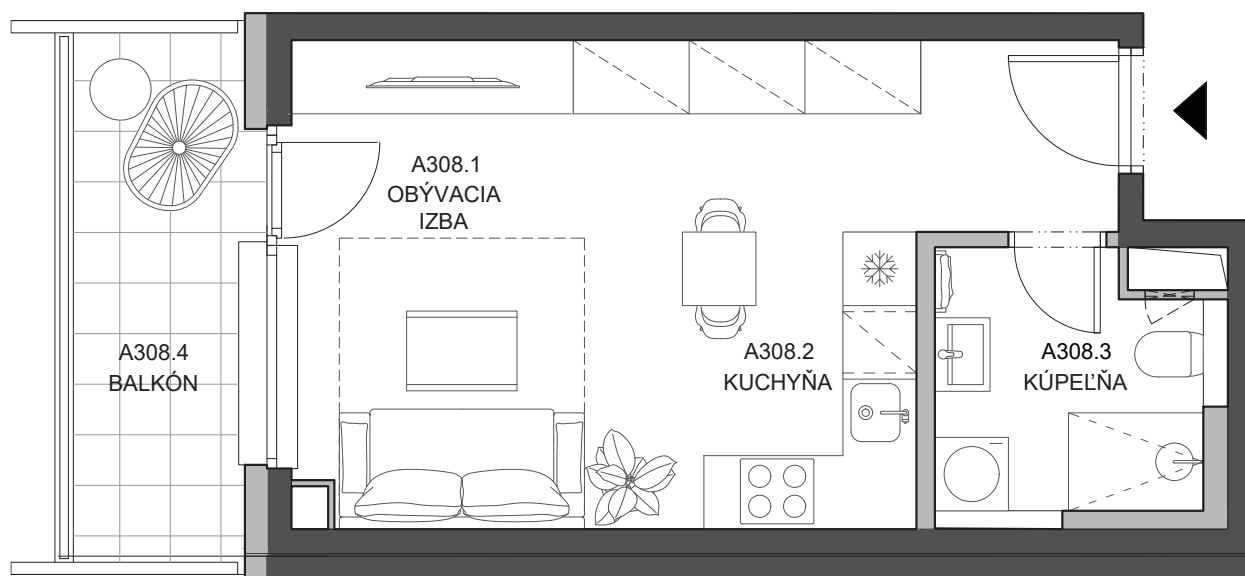 A308.1
OBÝVACIA
IZBA
A308.4
BALKÓN
A308.2
KUCHYŇA
A308.3
KÚPEĽŇA